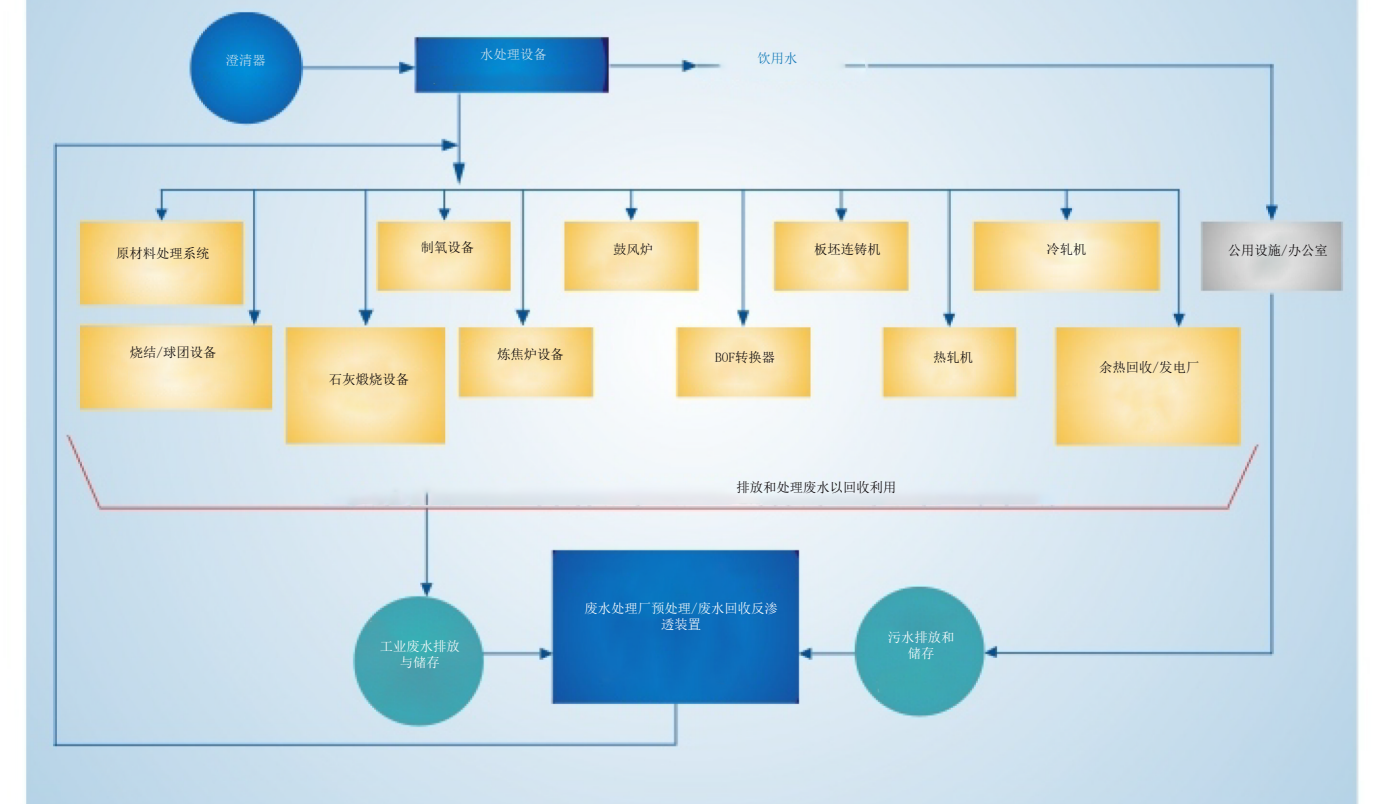 澄清器
水处理设备
饮用水
原材料处理系统
制氧设备
鼓风炉
板坯连铸机
冷轧机
公用设施/办公室
烧结/球团设备
石灰煅烧设备
炼焦炉设备
BOF转换器
热轧机
余热回收/发电厂
排放和处理废水以回收利用
工业废水排放
与储存
废水处理厂预处理/废水回收反渗
透装置
污水排放和
储存